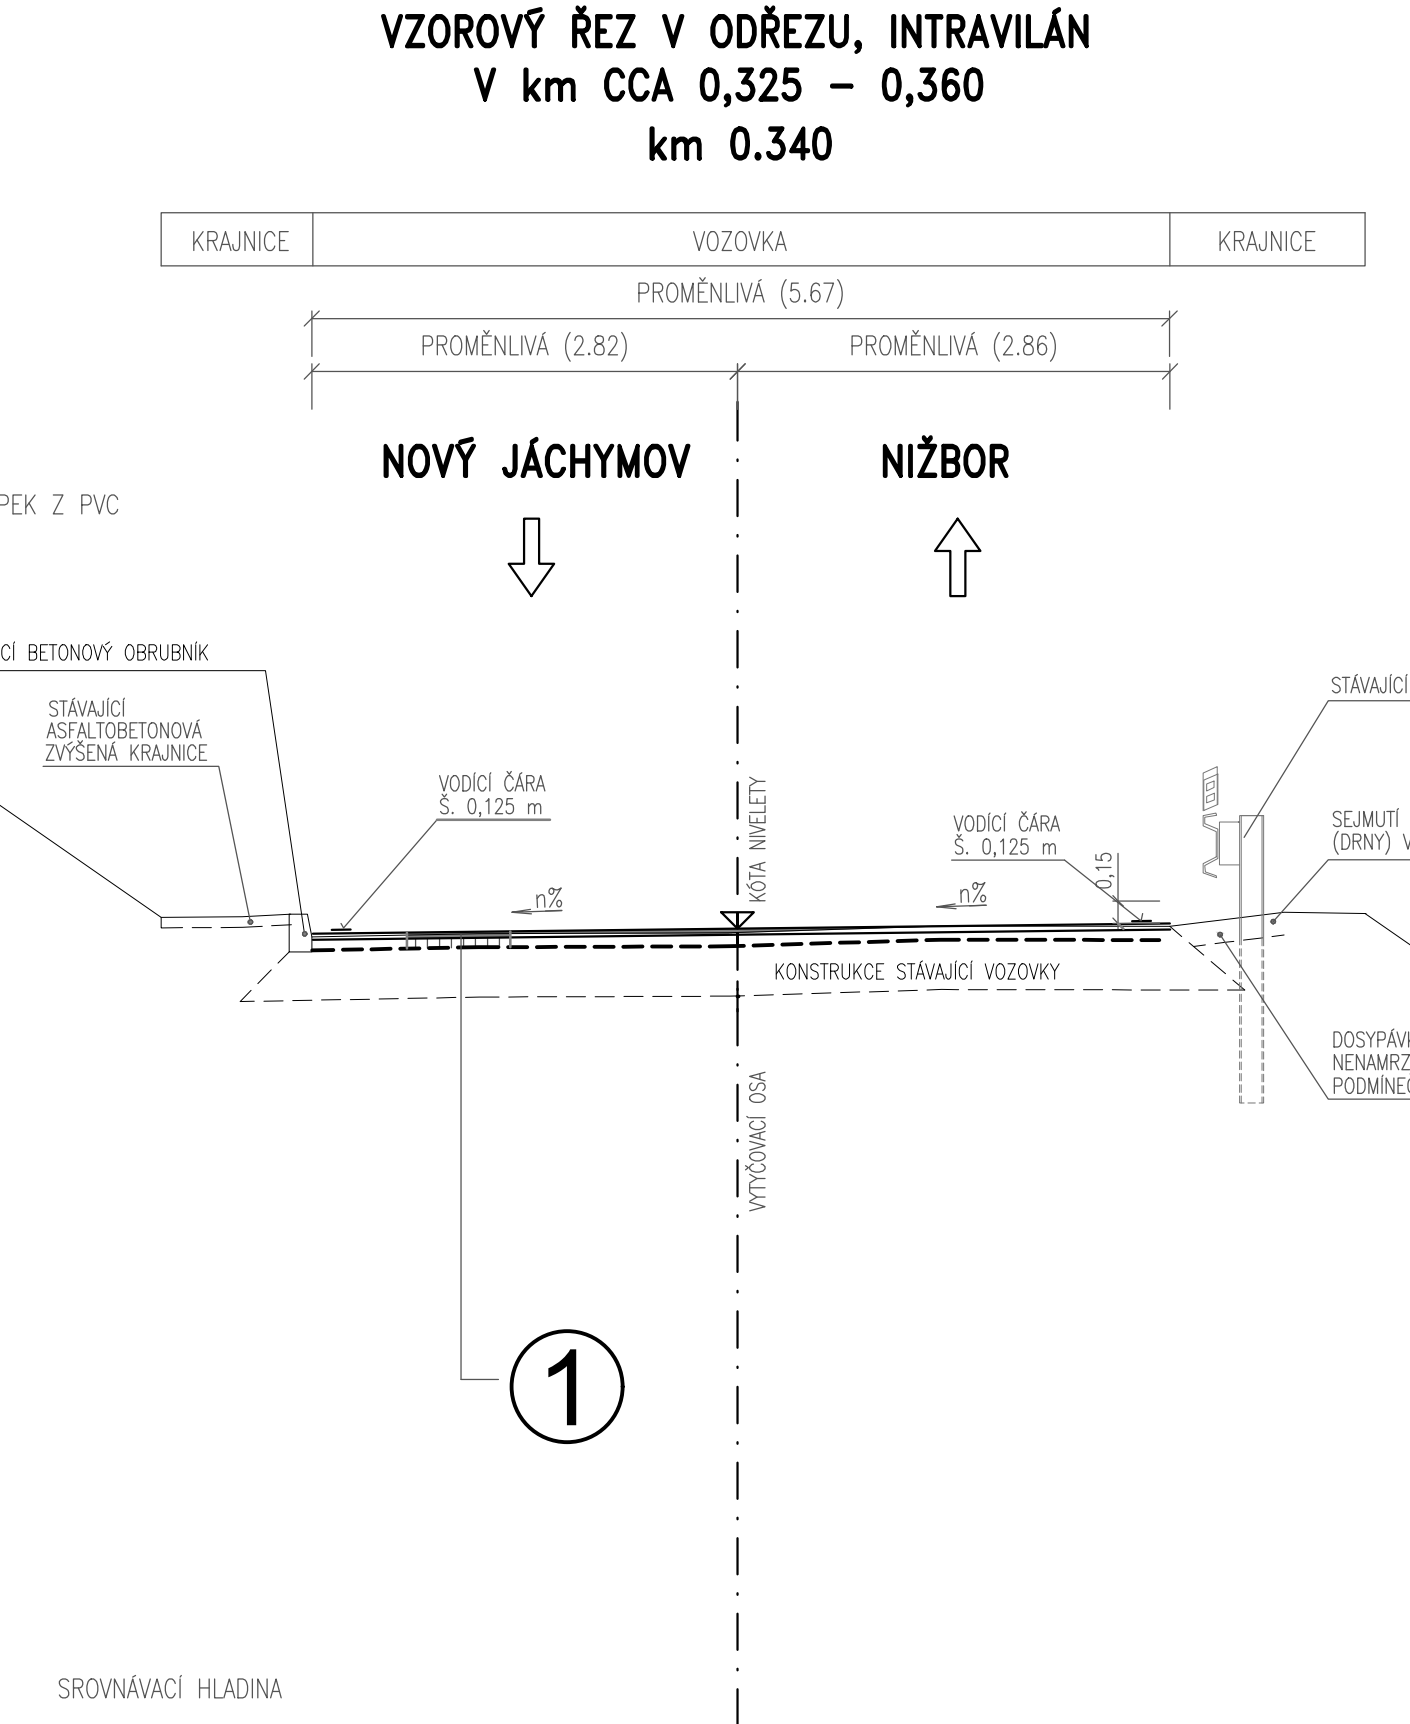 VZOROVÝ ŘEZ V ODŘEZU, INTRAVILÁN
V km CCA 0,325 – 0,360
km 0.340
KRAJNICE
VOZOVKA
KRAJNICE
PROMĚNLIVÁ (5.67)
PROMĚNLIVÁ (2.82)
PROMĚNLIVÁ (2.86)
NOVÝ JÁCHYMOV
NIŽBOR
PEK Z PVC
CÍ BETONOVÝ OBRUBNÍK
STÁVAJÍCÍ
ASFALTOBETONOVÁ
ZVÝŠENÁ KRAJNICE
STÁVAJÍCÍ
VODÍCÍ ČÁRA
Š. 0,125 m
KÓTA NIVELETY
VODÍCÍ ČÁRA
Š. 0,125 m
0,15
SEJMUTÍ
(DRNY) V
n%
n%
KONSTRUKCE STÁVAJÍCÍ VOZOVKY
DOSYPÁVK
NENAMRZ
PODMÍNEČ
VYTYČOVACÍ OSA
1
SROVNÁVACÍ HLADINA